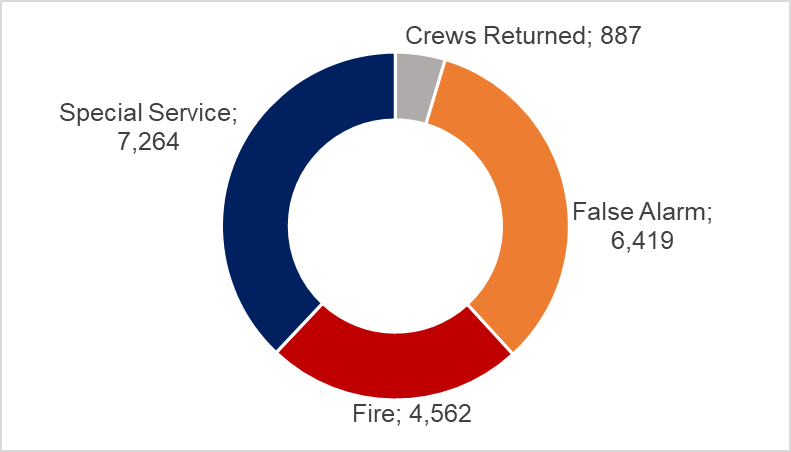 Crews Returned; 887
Special Service;
7,264
False Alarm;
6,419
Fire; 4,562